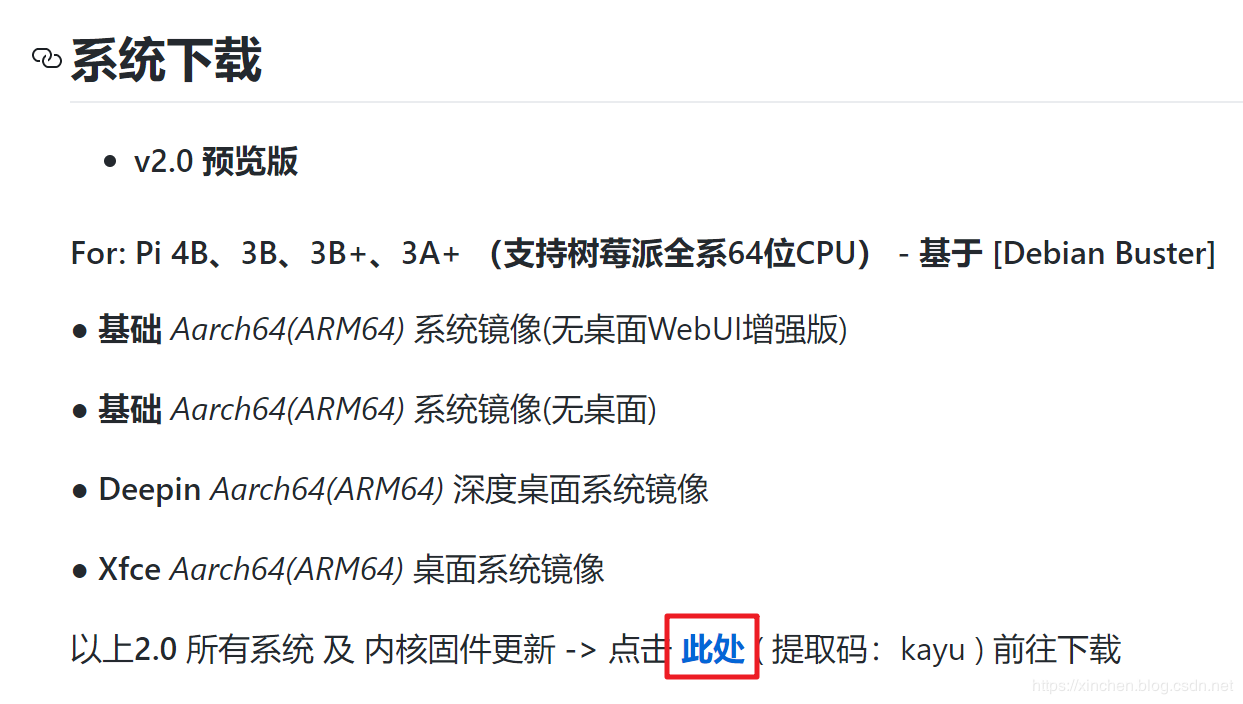 系统下载
• v2.0 预览版
For: Pi 4B、3B、3B+、3A+ （支持树莓派全系64位CPU） - 基于 [Debian Buster]
● 基础 Aarch64(ARM64) 系统镜像(无桌面WebUI增强版)
● 基础 Aarch64(ARM64) 系统镜像(无桌面)
● Deepin Aarch64(ARM64) 深度桌面系统镜像
● Xfce Aarch64(ARM64) 桌面系统镜像
以上2.0 所有系统 及 内核固件更新 -> 点击 此处 ( 提取码：kayu ) 前往下载
https://xinchen.blog.csdn.net